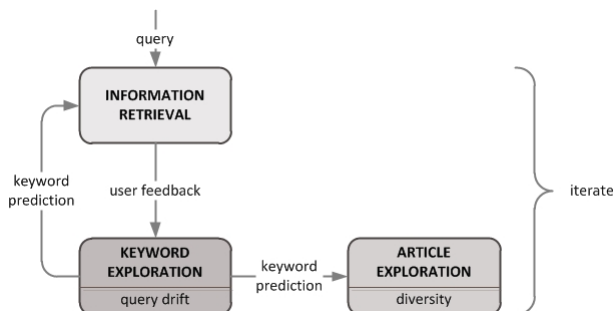 query
INFORMATION
RETRIEVAL
keyword
prediction
user feedback
iterate
KEYWORD
EXPLORATION
query drift
keyword
prediction
ARTICLE
EXPLORATION
diversity